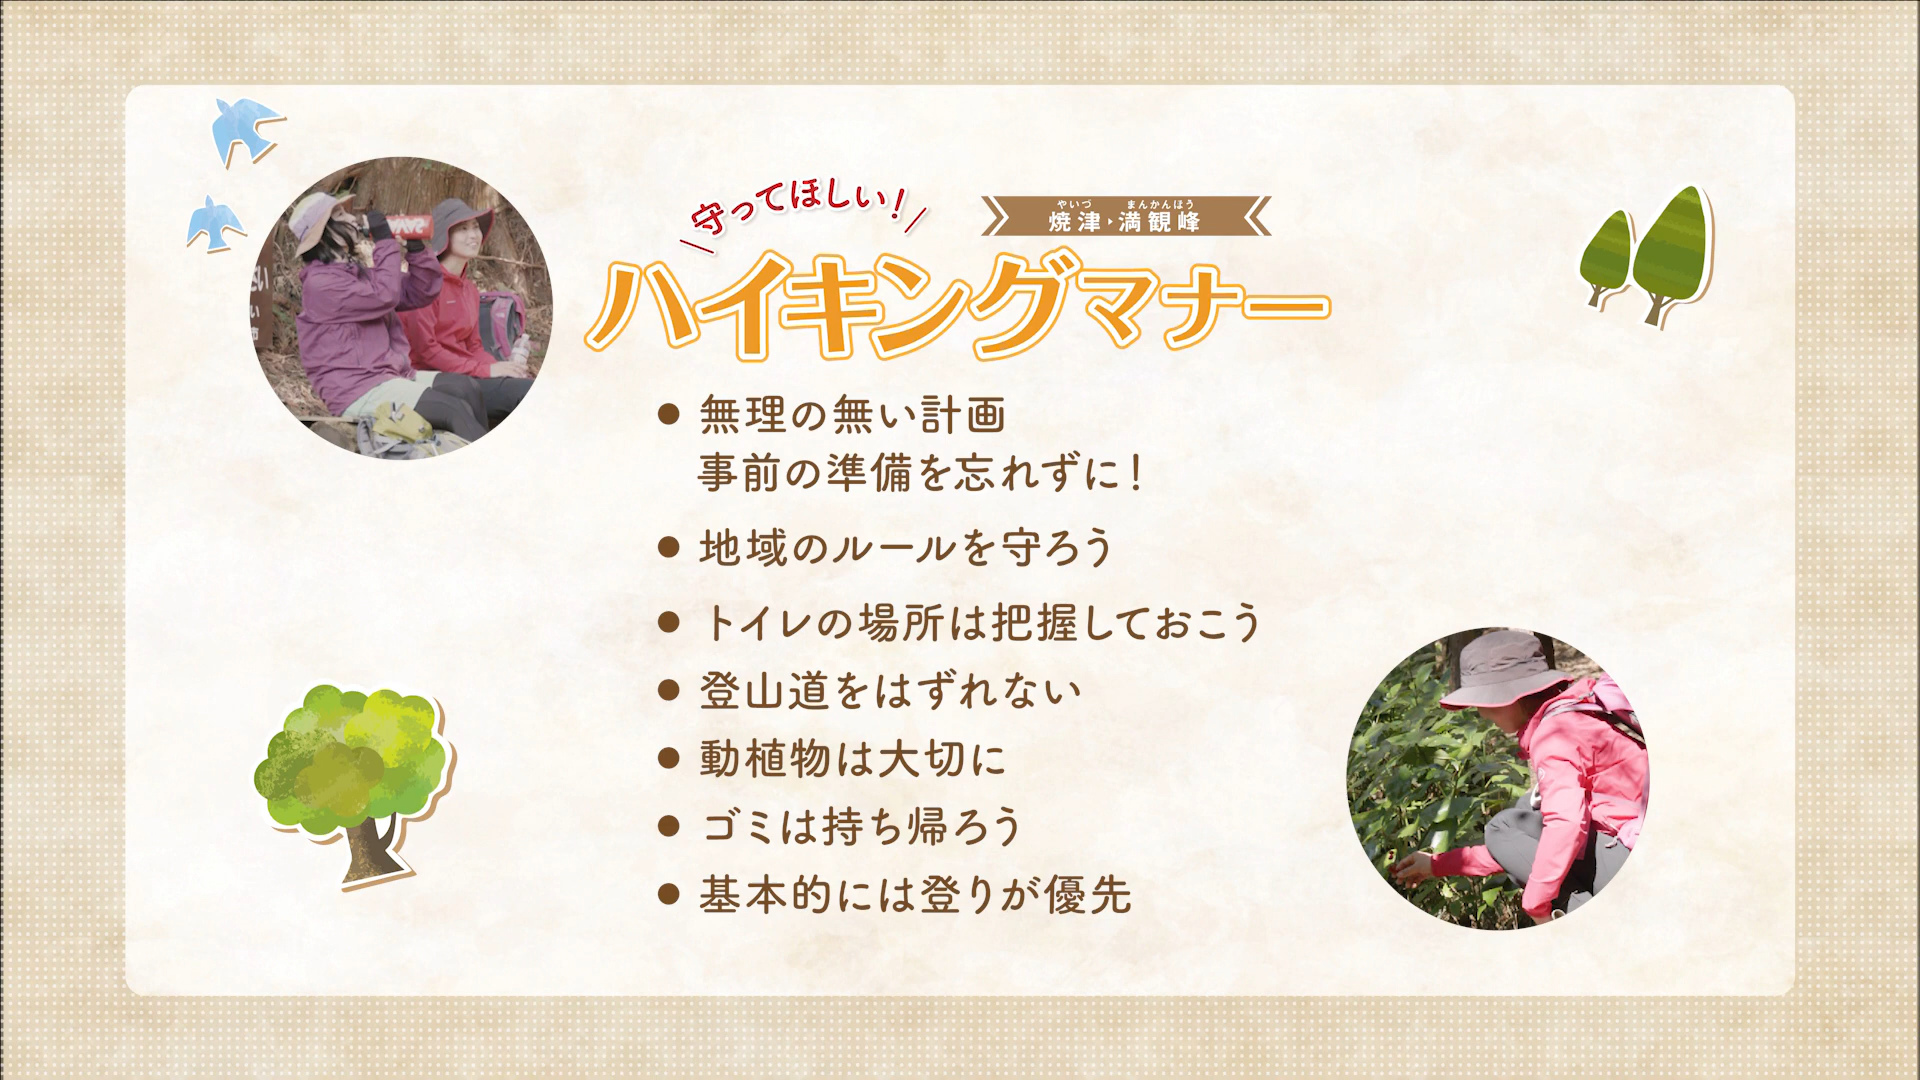 守ってほしい！
やいづ まんかんほう
焼津・満観峰
ハイキングマナー
● 無理の無い計画
事前の準備を忘れずに！
● 地域のルールを守ろう
● トイレの場所は把握しておこう
● 登山道をはずれない
● 動植物は大切に
● ゴミは持ち帰ろう
● 基本的には登りが優先